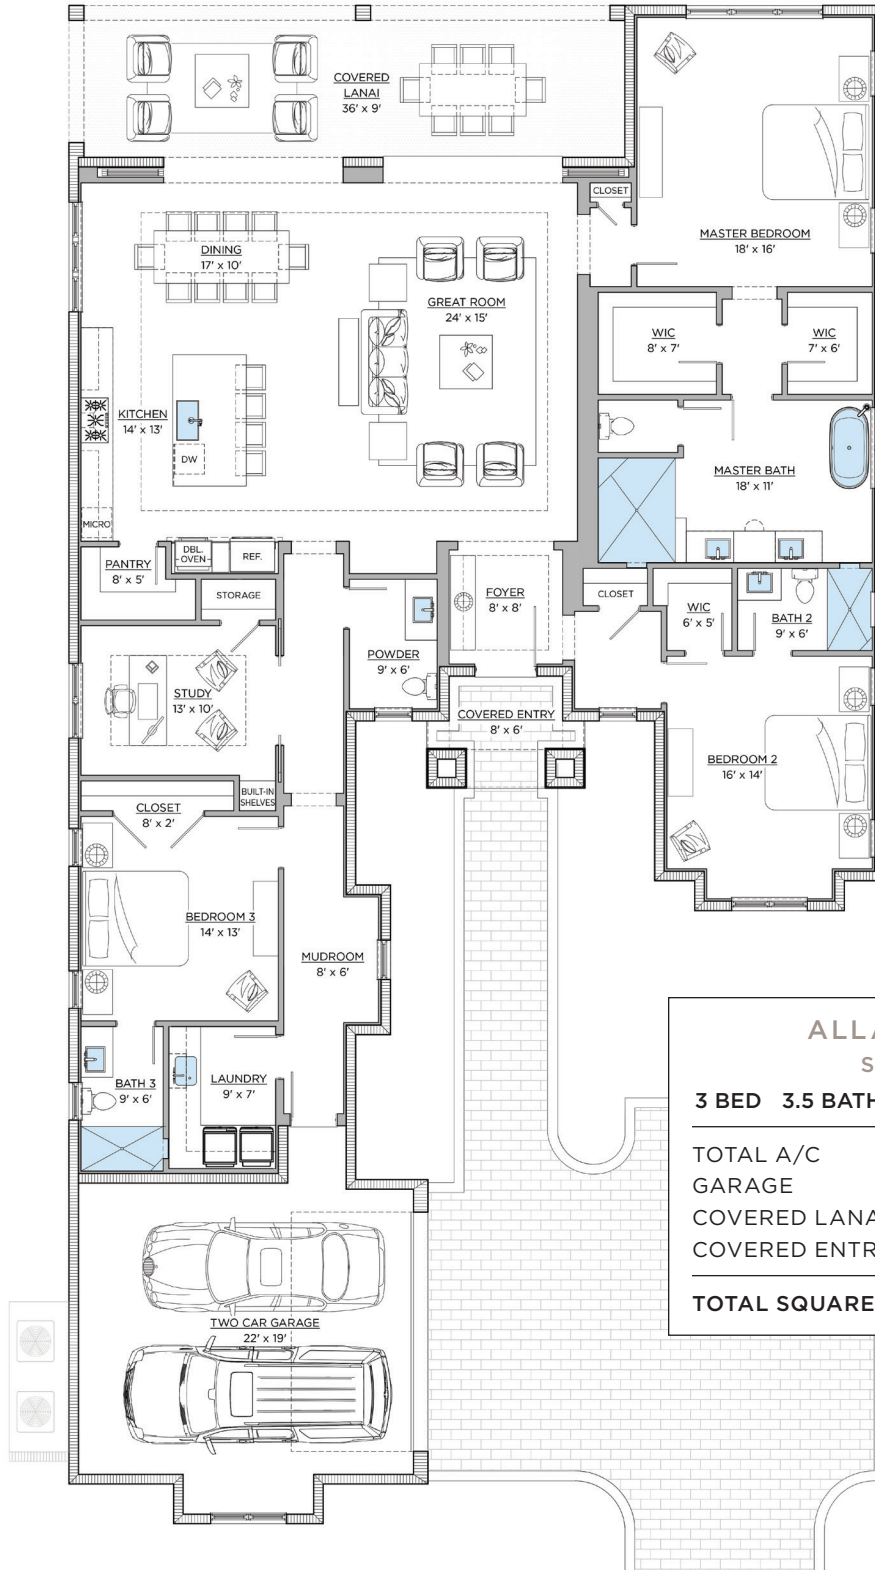 COVERED
LANAI
36' x 9'
CLOSET
MASTER BEDROOM
18' x 16'
DINING
17' x 10'
GREAT ROOM
24' x 15'
WIC
8' x 7'
WIC
7' x 6'
KITCHEN
14' x 13'
DW
MICRO
MASTER BATH
18' x 11'
PANTRY
8' x 5'
DBL.
OVEN
REF.
STORAGE
FOYER
8' x 8'
CLOSET
WIC
6' x 5'
BATH 2
9' x 6'
POWDER
9' x 6'
STUDY
13' x 10'
COVERED ENTRY
8' x 6'
BEDROOM 2
16' x 14'
CLOSET
8' x 2'
BUILT-IN
SHELVES
BEDROOM 3
14' x 13'
MUDROOM
8' x 6'
BATH 3
9' x 6'
LAUNDRY
9' x 7'
TWO CAR GARAGE
22' x 19'
ALLA
S
3 BED 3.5 BATH
TOTAL A/C
GARAGE
COVERED LANA
COVERED ENTR
TOTAL SQUARE